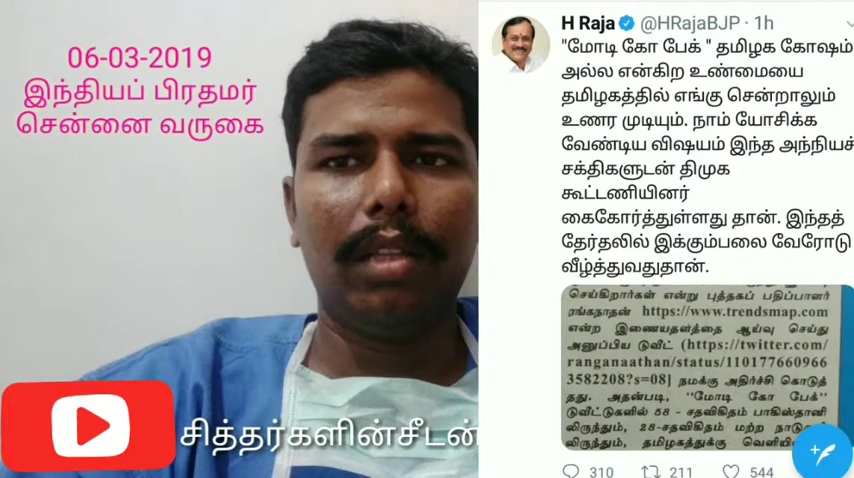 06-03-2019
இந்தியப் பிரதமர்
சென்னை வருகை
சித்தர்களின்சீடன்
H Raja @HRajaBJP · 1h
"மோடி கோ பேக் " தமிழக கோஷம்
அல்ல என்கிற உண்மையை
தமிழகத்தில் எங்கு சென்றாலும்
உணர முடியும். நாம் யோசிக்க
வேண்டிய விஷயம் இந்த அந்நியச்
சக்திகளுடன் திமுக
கூட்டணியினர்
கைகோர்த்துள்ளது தான். இந்தத்
தேர்தலில் இக்கும்பலை வேரோடு
வீழ்த்துவதுதான்.
செய்கிறார்கள் என்று புத்தகப் பதிப்பாளர்
ரங்கநாதன் https://www.trendsmap.com
என்ற இணையதளத்தை ஆய்வு செய்து
அனுப்பிய டுவீட் (https://twitter.com/
ranganaathan/status/110177660966
3582208?s=08] நமக்கு அதிர்ச்சி கொடுத்
தது. அதன்படி, ''மோடி கோ பேக்''
டுவீட்டுகளில் 58 - சதவிகிதம் பாகிஸ்தானி
லிருந்தும், 28-சதவிகிதம் மற்ற நாடு
லிருந்தும், தமிழகத்துக்கு வெளியி
310 211 544